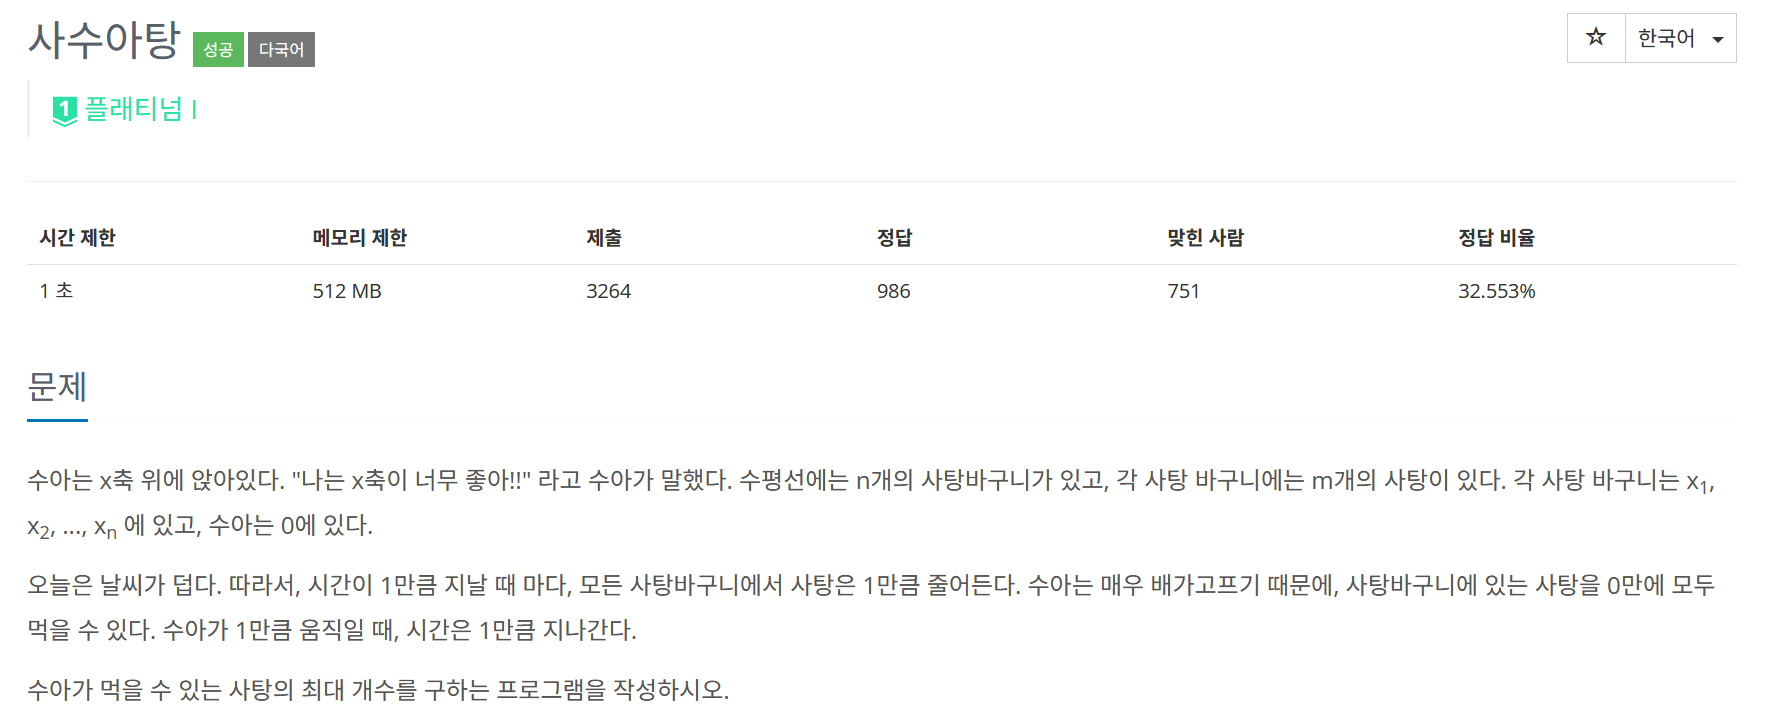 사수아탕 성공 다국어 ☆ 한국어
1 플래티넘 I
시간 제한 메모리 제한 제출 정답 맞힌 사람 정답 비율
1 초 512 MB 3264 986 751 32.553%
문제
수아는 x축 위에 앉아있다. "나는 x축이 너무 좋아!!" 라고 수아가 말했다. 수평선에는 n개의 사탕바구니가 있고, 각 사탕 바구니에는 m개의 사탕이 있다. 각 사탕 바구니는 x1,
x2, ..., xn 에 있고, 수아는 0에 있다.
오늘은 날씨가 덥다. 따라서, 시간이 1만큼 지날 때 마다, 모든 사탕바구니에서 사탕은 1만큼 줄어든다. 수아는 매우 배가고프기 때문에, 사탕바구니에 있는 사탕을 0만에 모두
먹을 수 있다. 수아가 1만큼 움직일 때, 시간은 1만큼 지나간다.
수아가 먹을 수 있는 사탕의 최대 개수를 구하는 프로그램을 작성하시오.